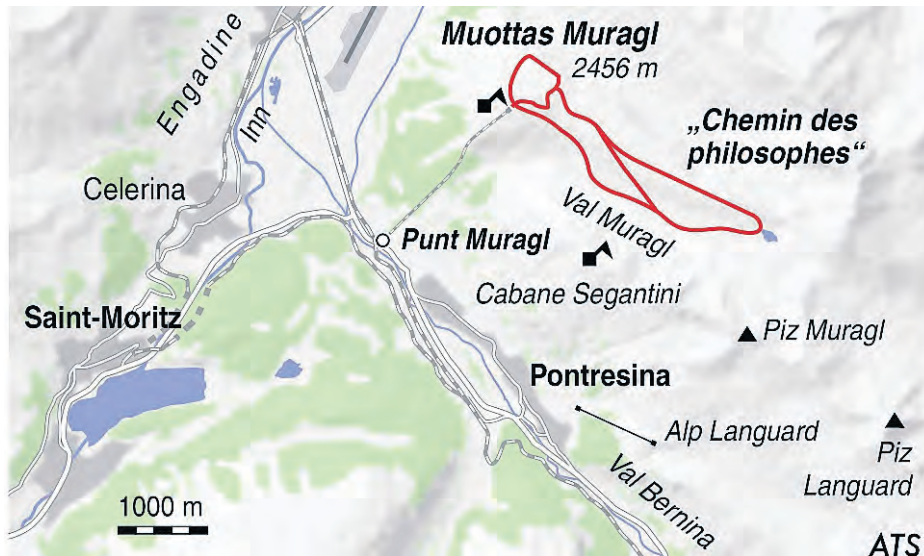 Muottas Muragl
2456 m
Engadine
Inn
„Chemin des
philosophes“
Celerina
Val Muragl
Punt Muragl
Cabane Segantini
Saint-Moritz
Piz Muragl
Pontresina
Alp Languard
Piz
Languard
Val Bernina
1000 m
ATS